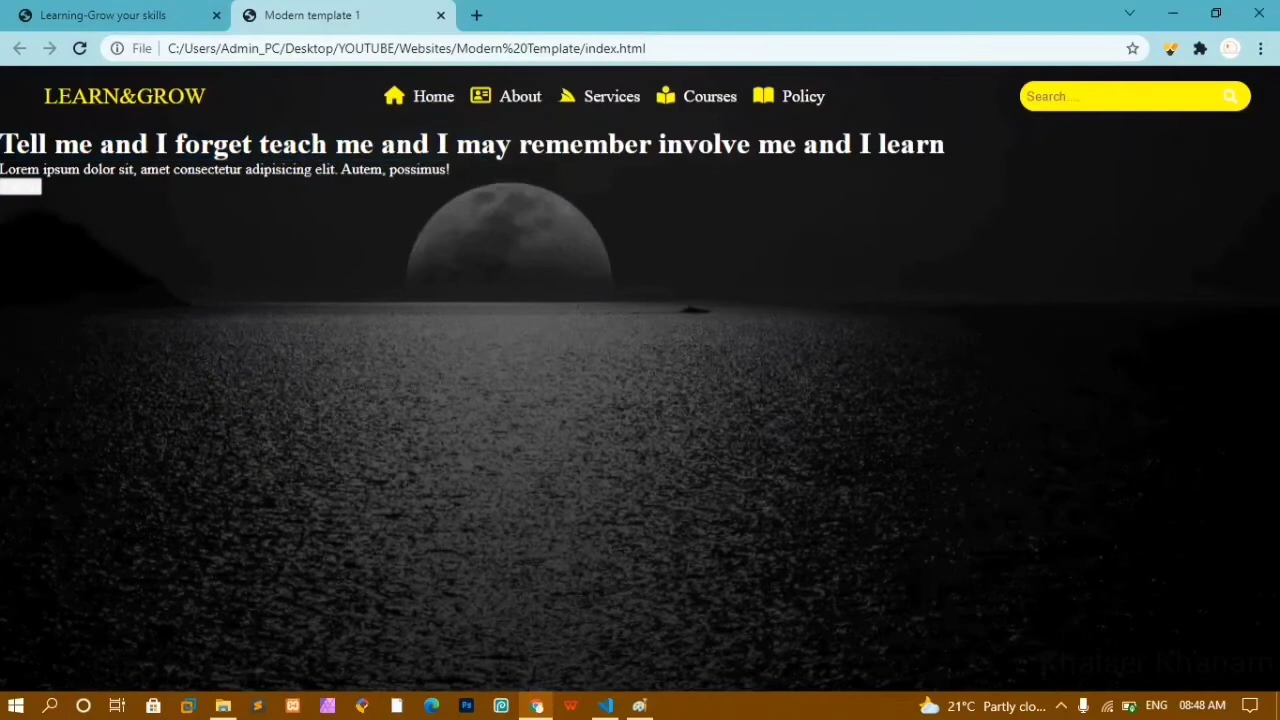 Learning-Grow your skills
Modern template 1
File
C:/Users/Admin_PC/Desktop/YOUTUBE/Websites/Modern%20Template/index.html
LEARN&GROW
Home
About
Services
Courses
Policy
Search....
Tell me and I forget teach me and I may remember involve me and I learn
Lorem ipsum dolor sit, amet consectetur adipisicing elit. Autem, possimus!
Khanam
21°C Partly clo...
ENG
08:48 AM